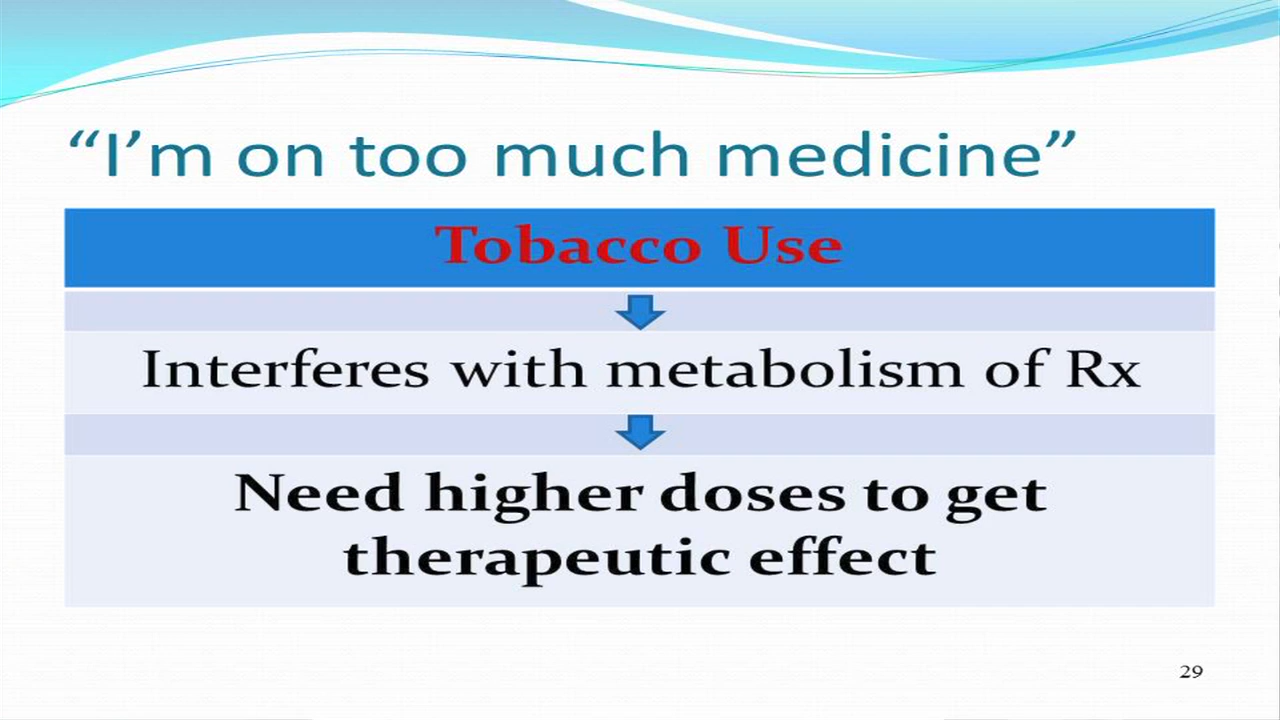 “I’m on too much medicine”
Tobacco Use
Interferes with metabolism of Rx
Need higher doses to get
therapeutic effect
29